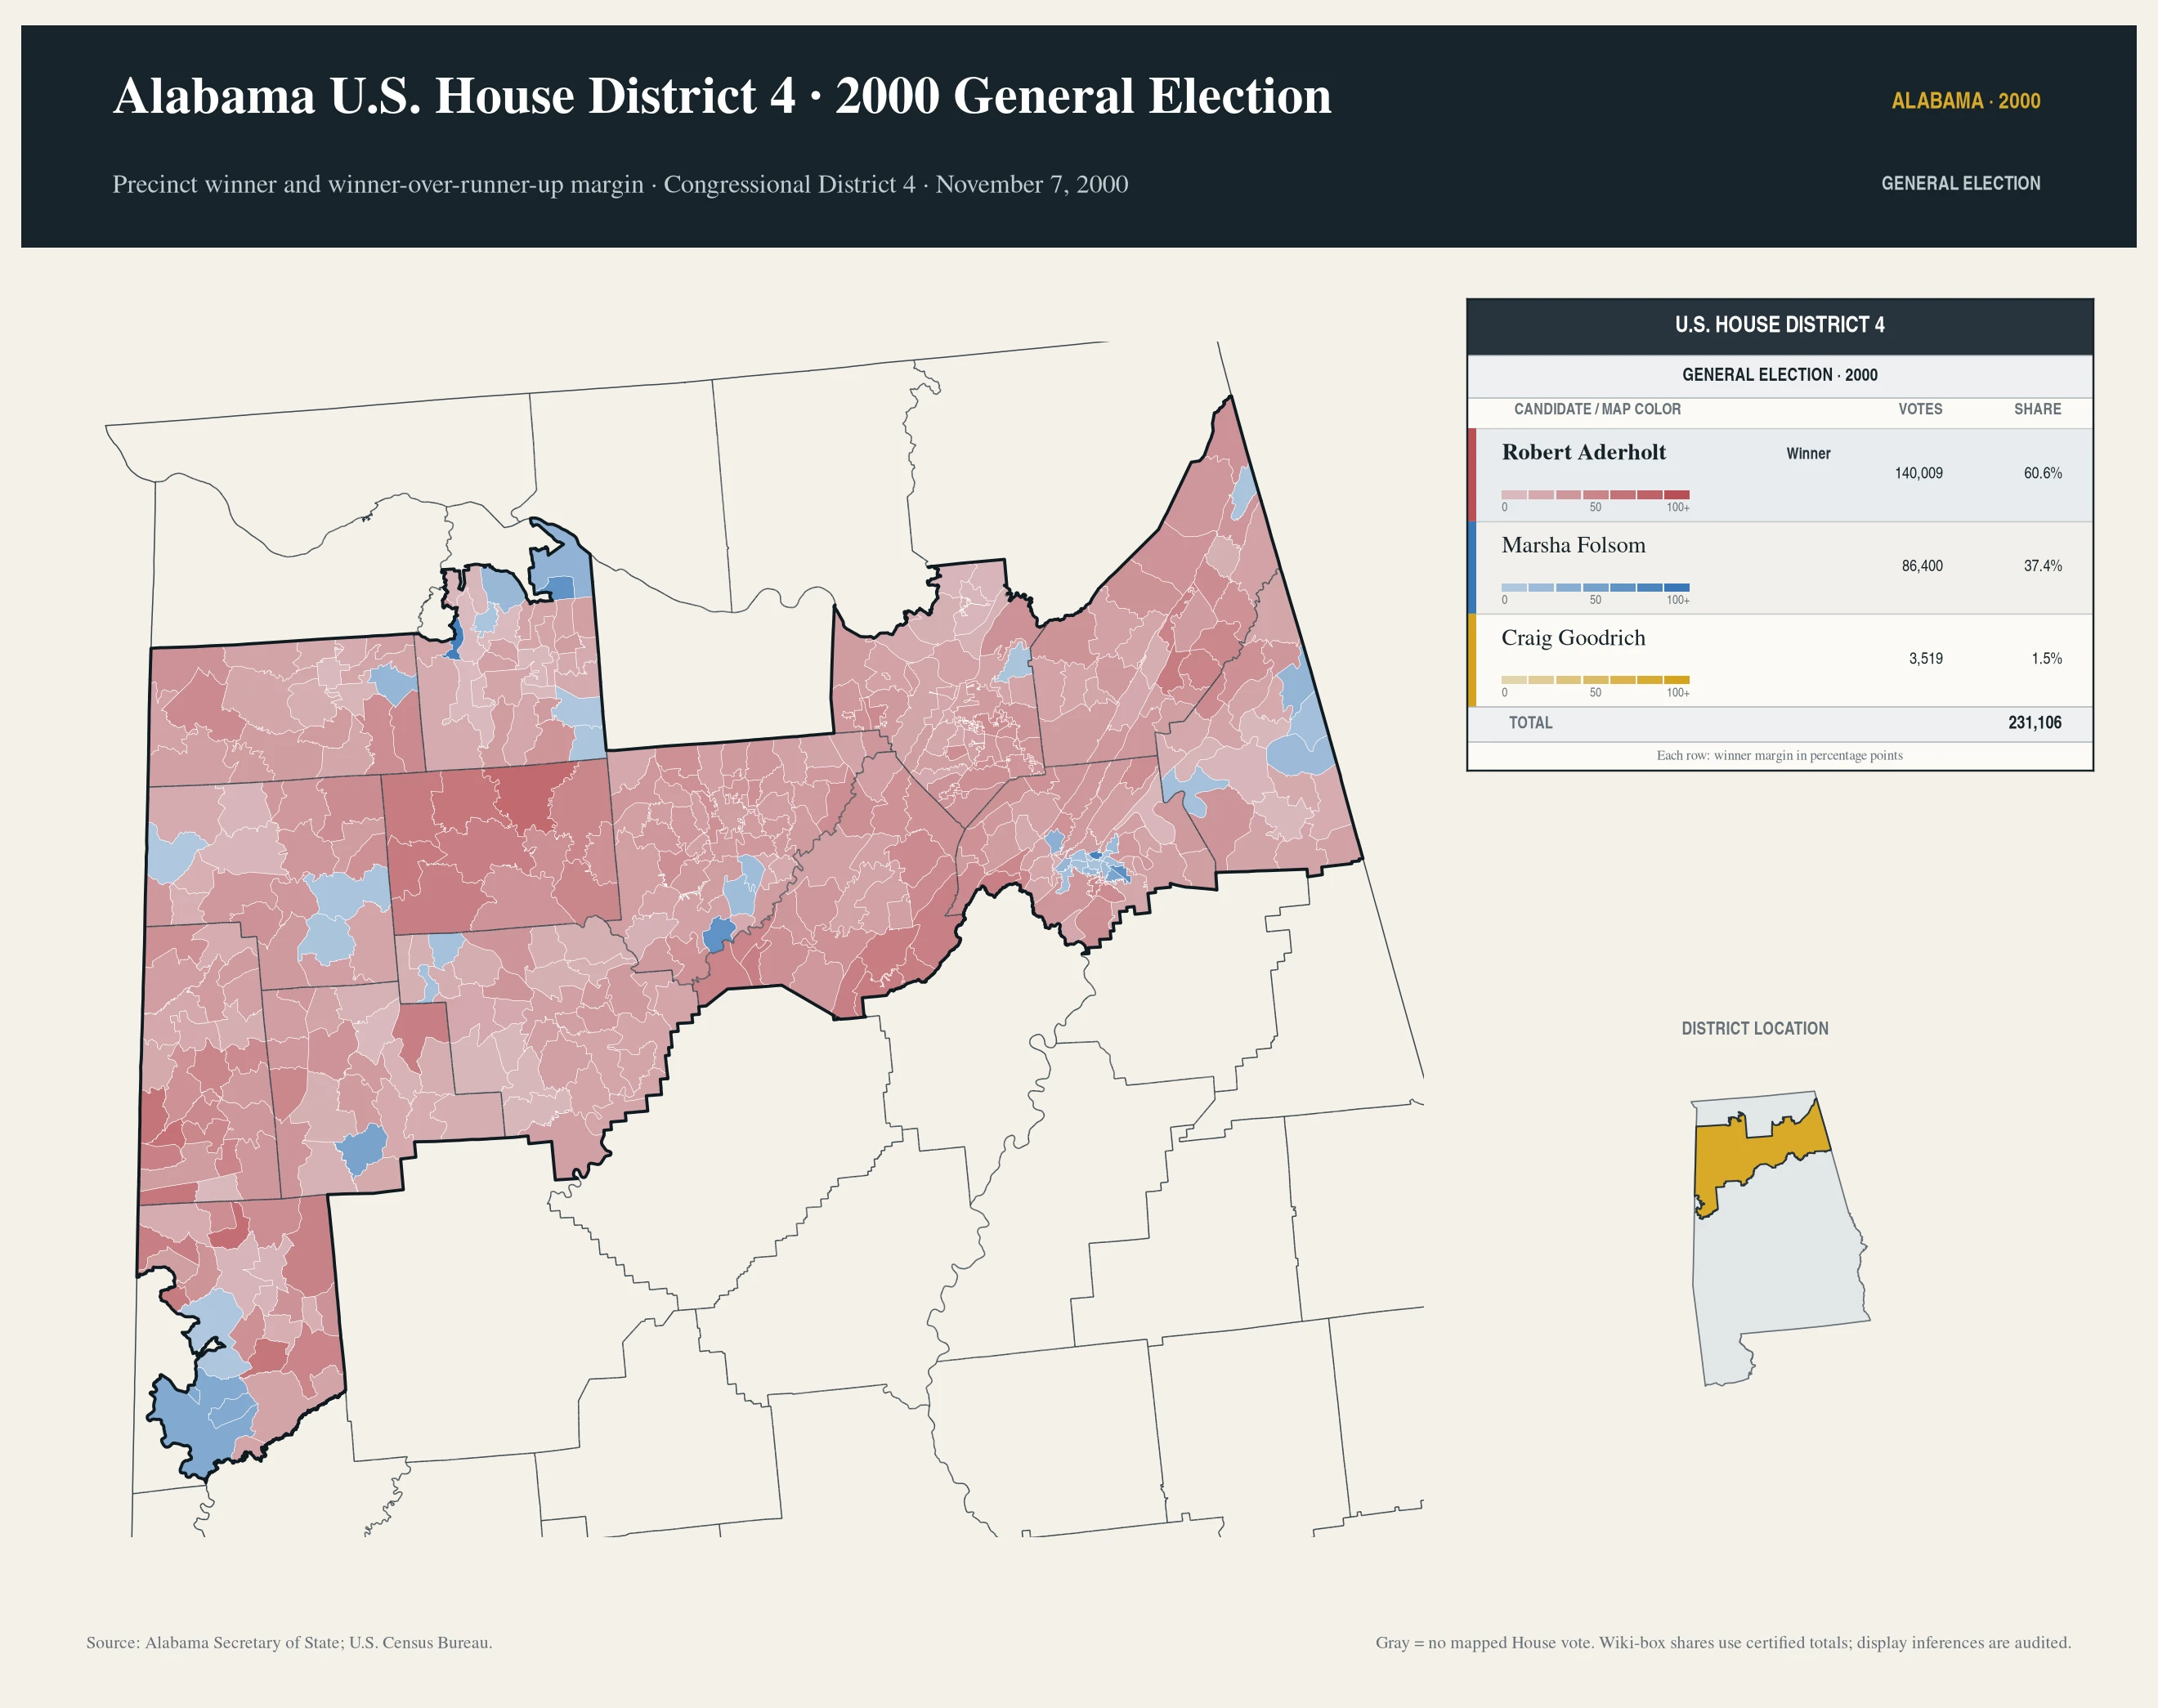 Alabama U.S. House District 4 · 2000 General Election
ALABAMA · 2000
Precinct winner and winner-over-runner-up margin · Congressional District 4 · November 7, 2000
GENERAL ELECTION
U.S. HOUSE DISTRICT 4
GENERAL ELECTION · 2000
CANDIDATE / MAP COLOR VOTES SHARE
Robert Aderholt Winner 140,009 60.6%
0 50 100+
Marsha Folsom 86,400 37.4%
0 50 100+
Craig Goodrich 3,519 1.5%
0 50 100+
TOTAL 231,106
Each row: winner margin in percentage points
DISTRICT LOCATION
Source: Alabama Secretary of State; U.S. Census Bureau.
Gray = no mapped House vote. Wiki-box shares use certified totals; display inferences are audited.